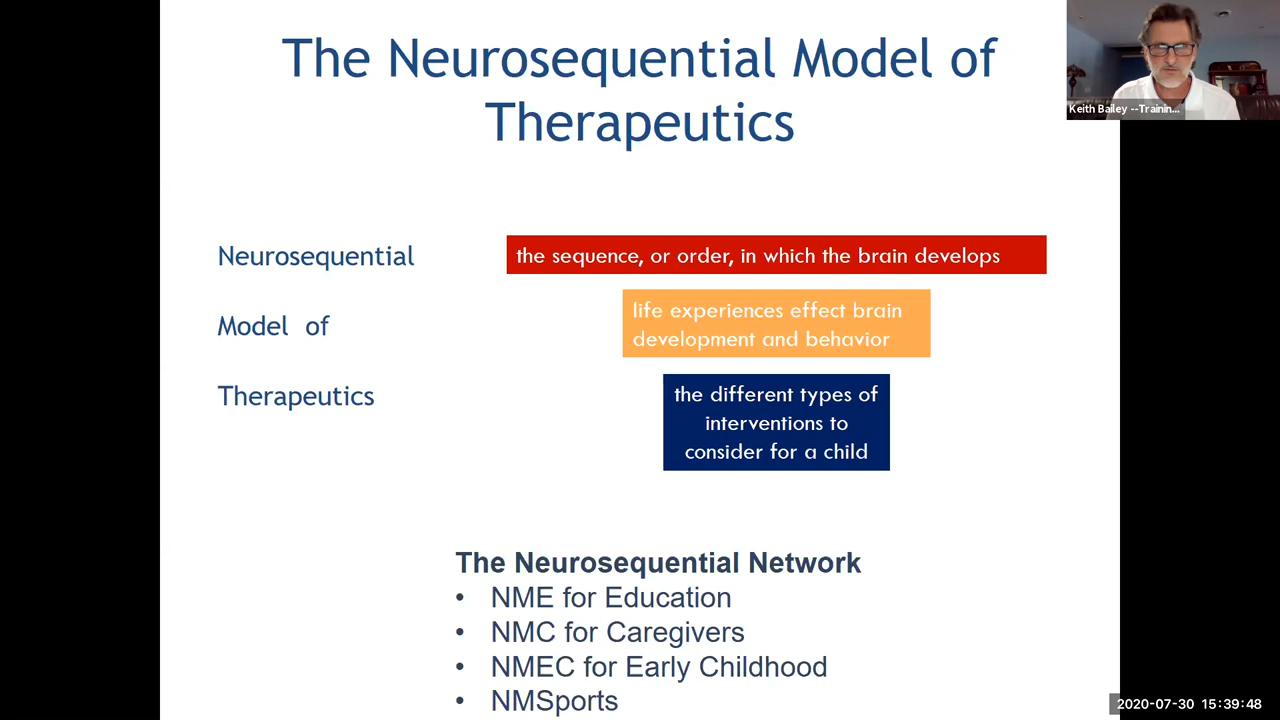 The Neurosequential Model of
Therapeutics
Keith Bailey --Trainin...
Neurosequential
the sequence, or order, in which the brain develops
Model of
life experiences effect brain
development and behavior
Therapeutics
the different types of
interventions to
consider for a child
The Neurosequential Network
• NME for Education
• NMC for Caregivers
• NMEC for Early Childhood
• NMSports
2020-07-30 15:39:48